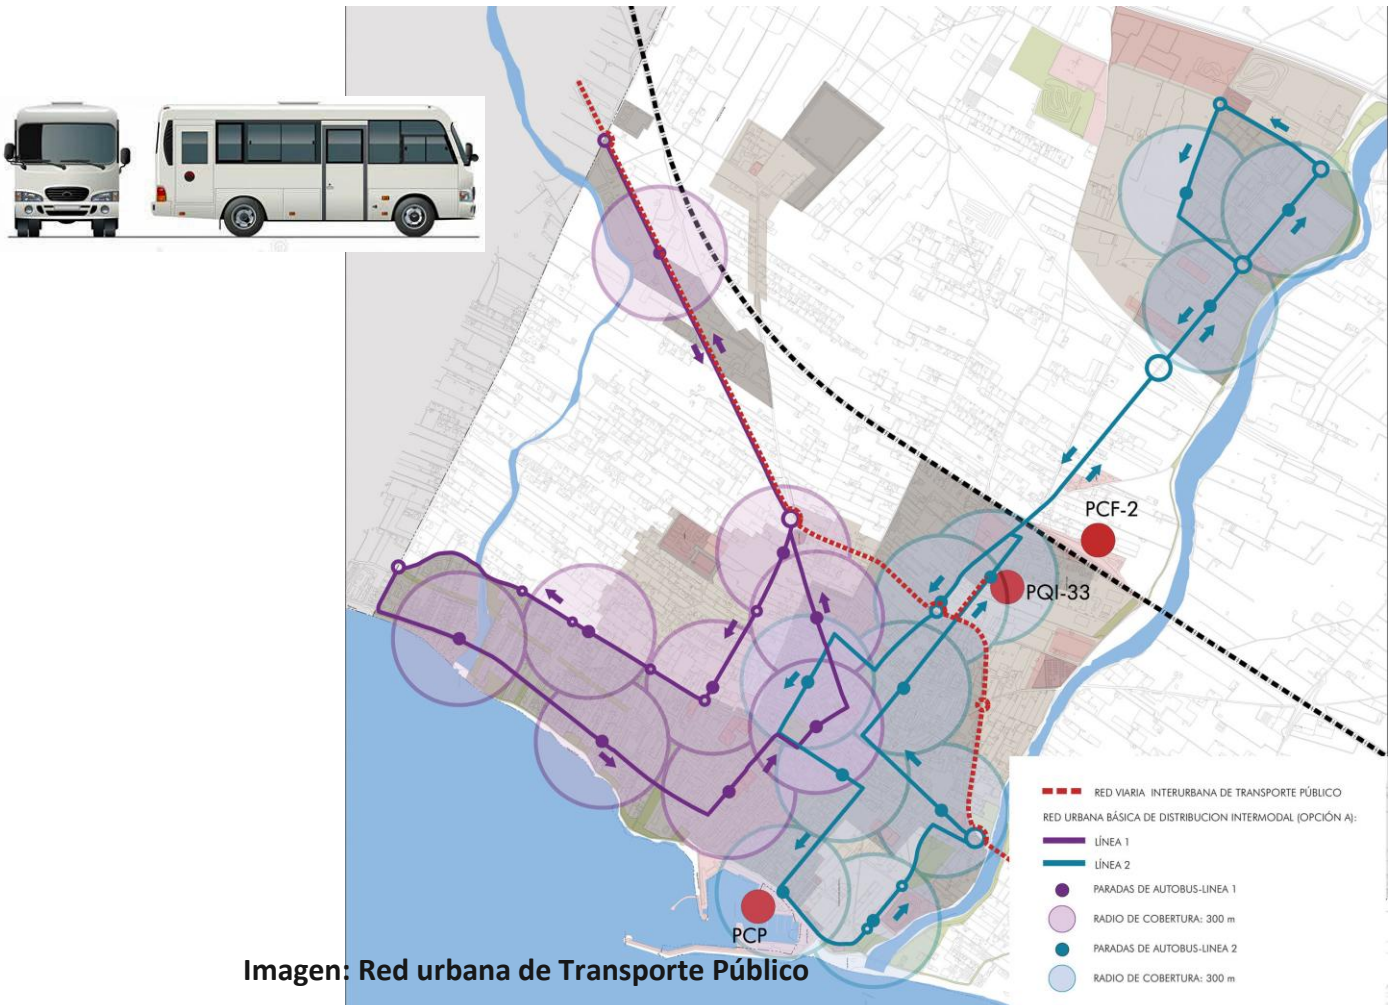 PCF-2
PQI-33
PCP
RED VIARIA INTERURBANA DE TRANSPORTE PÚBLICO
RED URBANA BÁSICA DE DISTRIBUCION INTERMODAL (OPCIÓN A):
LÍNEA 1
LÍNEA 2
PARADAS DE AUTOBUS-LINEA 1
RADIO DE COBERTURA: 300 m
PARADAS DE AUTOBUS-LINEA 2
RADIO DE COBERTURA: 300 m
Imagen: Red urbana de Transporte Público